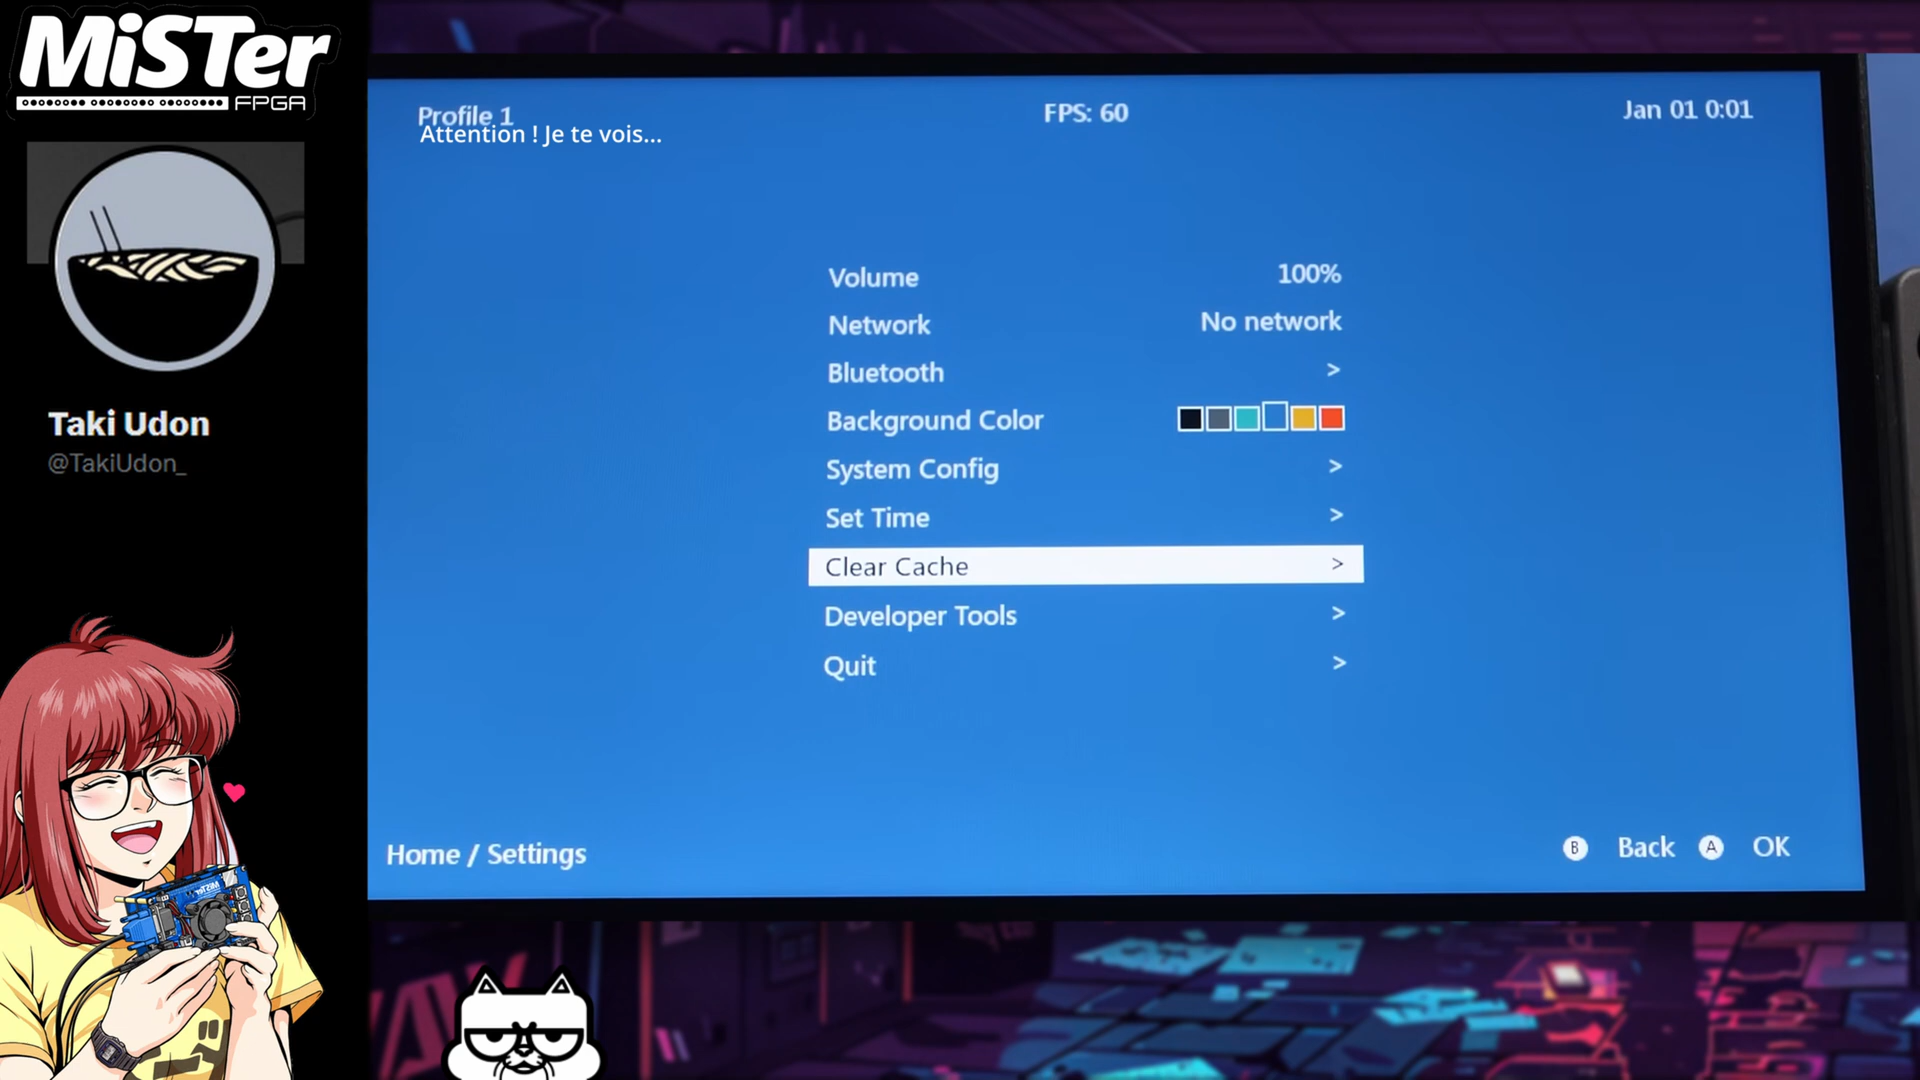 MiSTer
FPGA
Taki Udon
@TakiUdon_
Profile 1
FPS: 60
Jan 01 0:01
Attention ! Je te vois...
Volume 100%
Network No network
Bluetooth >
Background Color
System Config >
Set Time >
Clear Cache >
Developer Tools >
Quit >
Home / Settings
B Back A OK